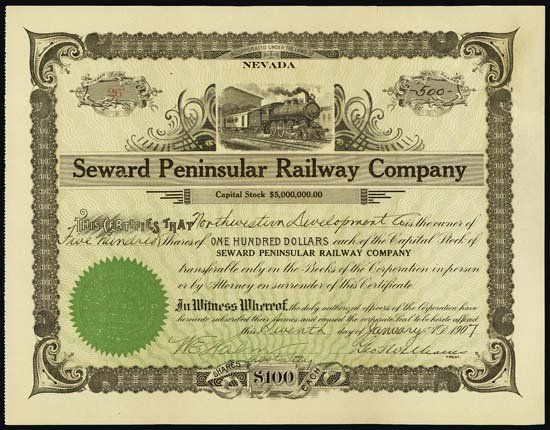 INCORPORATED UNDER THE LAWS OF
NEVADA
26
-500-
Seward Peninsular Railway Company
Capital Stock $5,000,000.00
THIS CERTIFIES THAT Northwestern Development Co is the owner of
Five Hundred Shares of ONE HUNDRED DOLLARS each of the Capital Stock of
SEWARD PENINSULAR RAILWAY COMPANY
transferable only on the Books of the Corporation in person
or by Attorney on surrender of this Certificate.
In Witness Whereof, the duly authorized officers of the Corporation have
hereunto subscribed their names and caused the corporate Seal to be hereto affixed
this Seventh day of January A.D. 1907.
Geo Williams
PREST.
SHARES $100 EACH